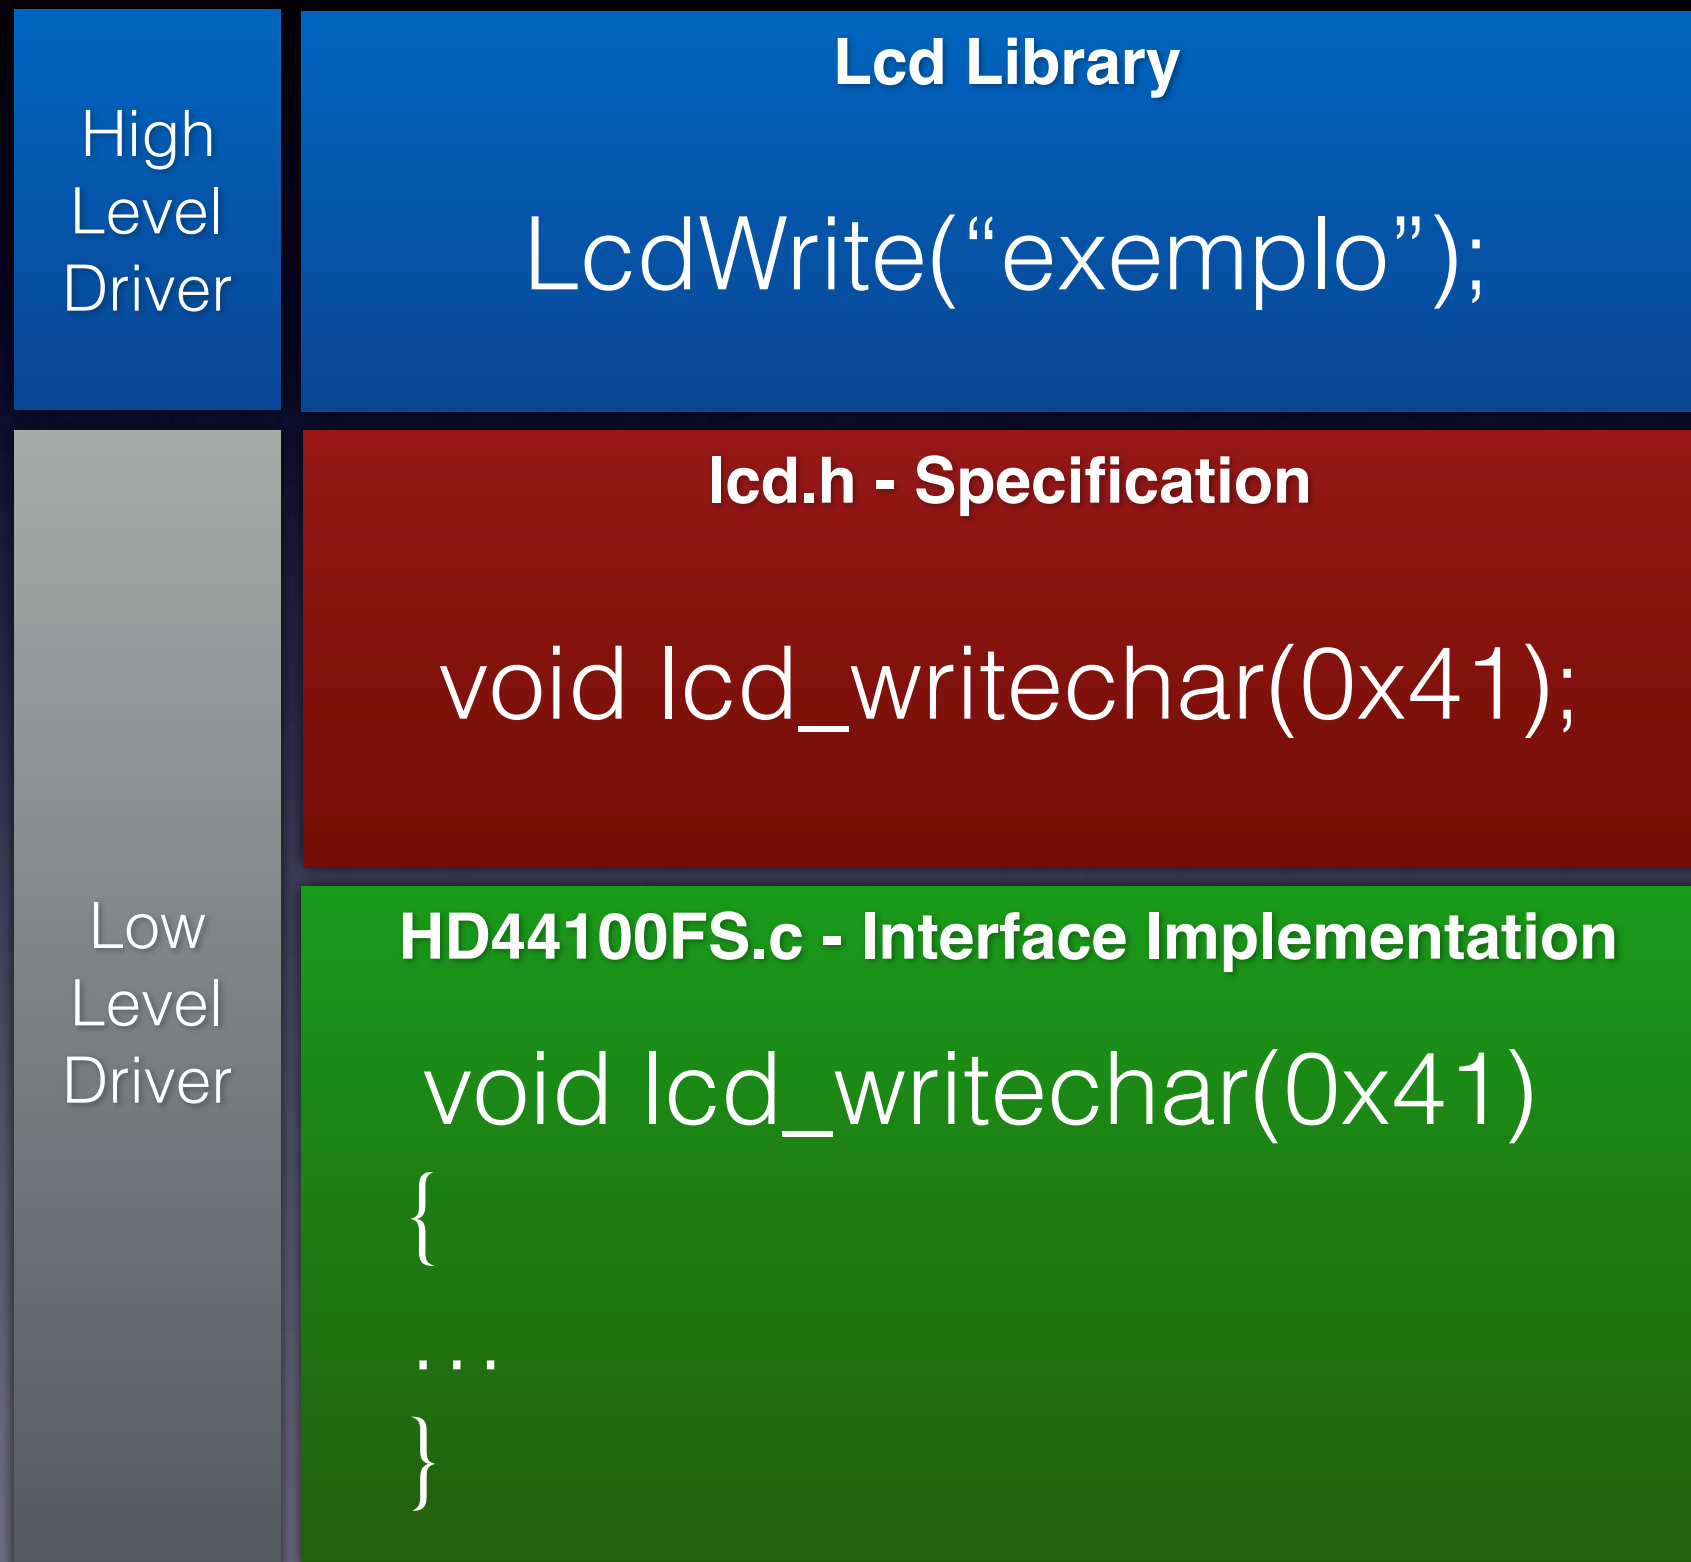 High
Level
Driver
Lcd Library
LcdWrite(“exemplo”);
Low
Level
Driver
lcd.h - Specification
void lcd_writechar(0x41);
HD44100FS.c - Interface Implementation
void lcd_writechar(0x41)
{
…
}